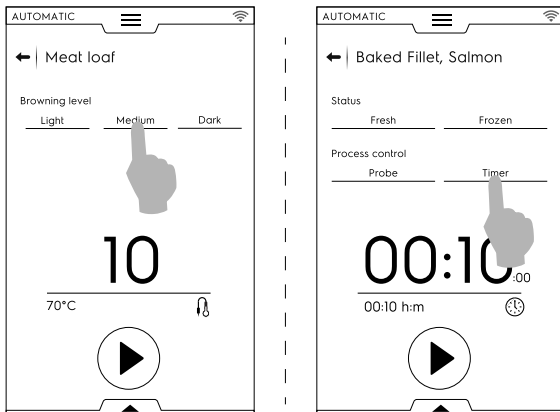 AUTOMATIC
Meat loaf
Browning level
Light Medium Dark
10
70°C
AUTOMATIC
Baked Fillet, Salmon
Status
Fresh Frozen
Process control
Probe Timer
00:10:00
00:10 h:m